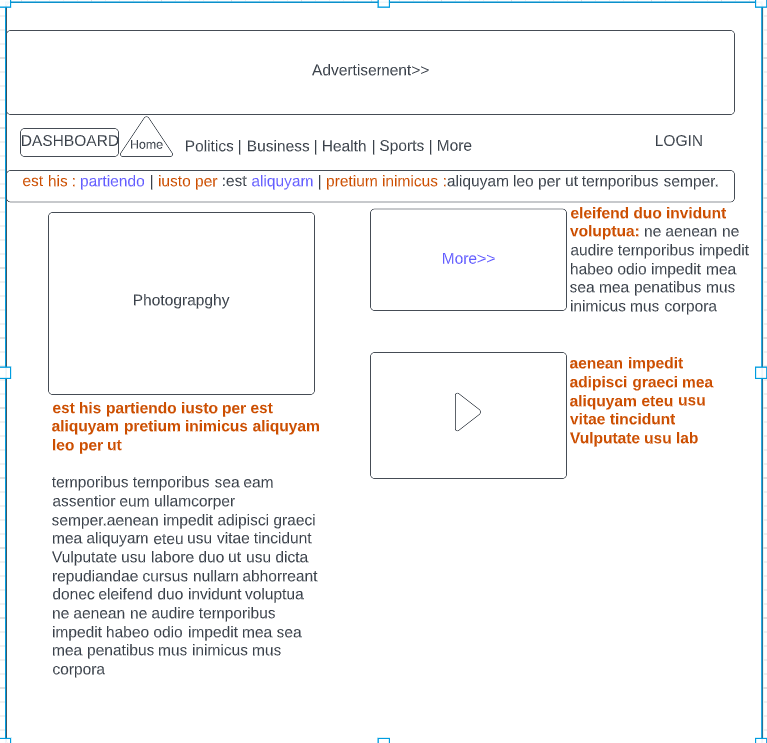 Advertisement>>
DASHBOARD
Home
Politics | Business | Health | Sports | More
LOGIN
est his : partiendo | iusto per :est aliquyam | pretium inimicus :aliquyam leo per ut temporibus semper.
Photograpghy
est his partiendo iusto per est
aliquyam pretium inimicus aliquyam
leo per ut
temporibus temporibus sea eam
assentior eum ullamcorper
semper.aenean impedit adipisci graeci
mea aliquyam eteu usu vitae tincidunt
Vulputate usu labore duo ut usu dicta
repudiandae cursus nullam abhorreant
donec eleifend duo invidunt voluptua
ne aenean ne audire temporibus
impedit habeo odio impedit mea sea
mea penatibus mus inimicus mus
corpora
More>>
eleifend duo invidunt
voluptua: ne aenean ne
audire temporibus impedit
habeo odio impedit mea
sea mea penatibus mus
inimicus mus corpora
aenean impedit
adipisci graeci mea
aliquyam eteu usu
vitae tincidunt
Vulputate usu lab